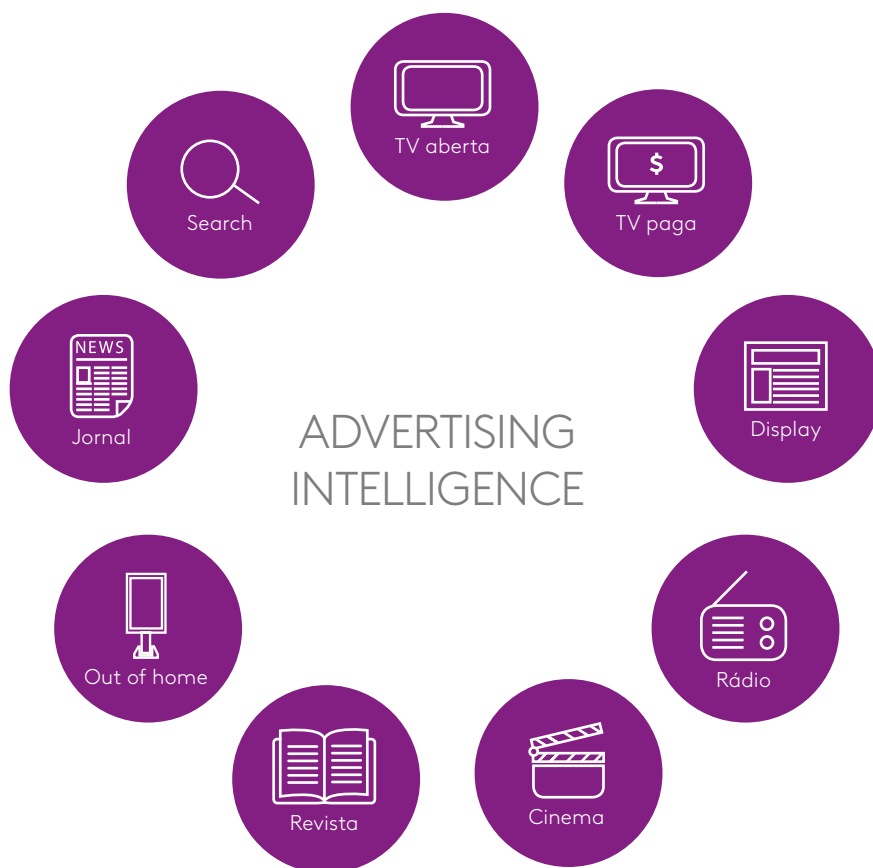 TV aberta
$
TV paga
Search
NEWS
Jornal
Display
ADVERTISING
INTELLIGENCE
Out of home
Rádio
Revista
Cinema